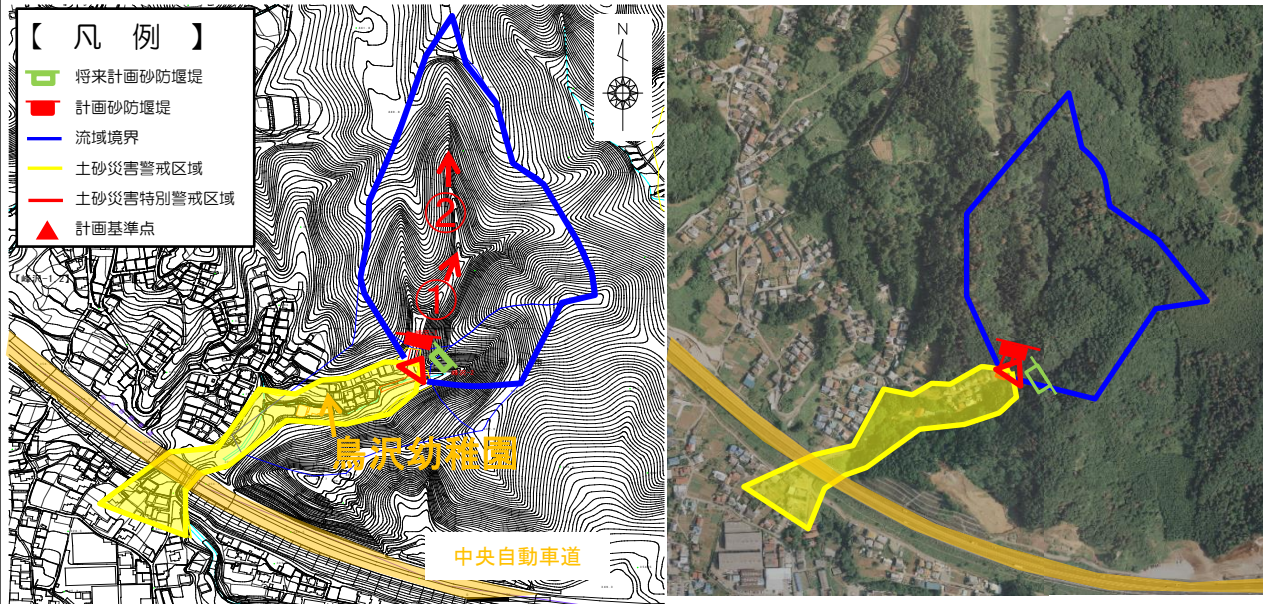 【 凡 例 】
将来計画砂防堰堤
計画砂防堰堤
流域境界
土砂災害警戒区域
土砂災害特別警戒区域
計画基準点
N
②
①
鳥沢幼稚園
中央自動車道